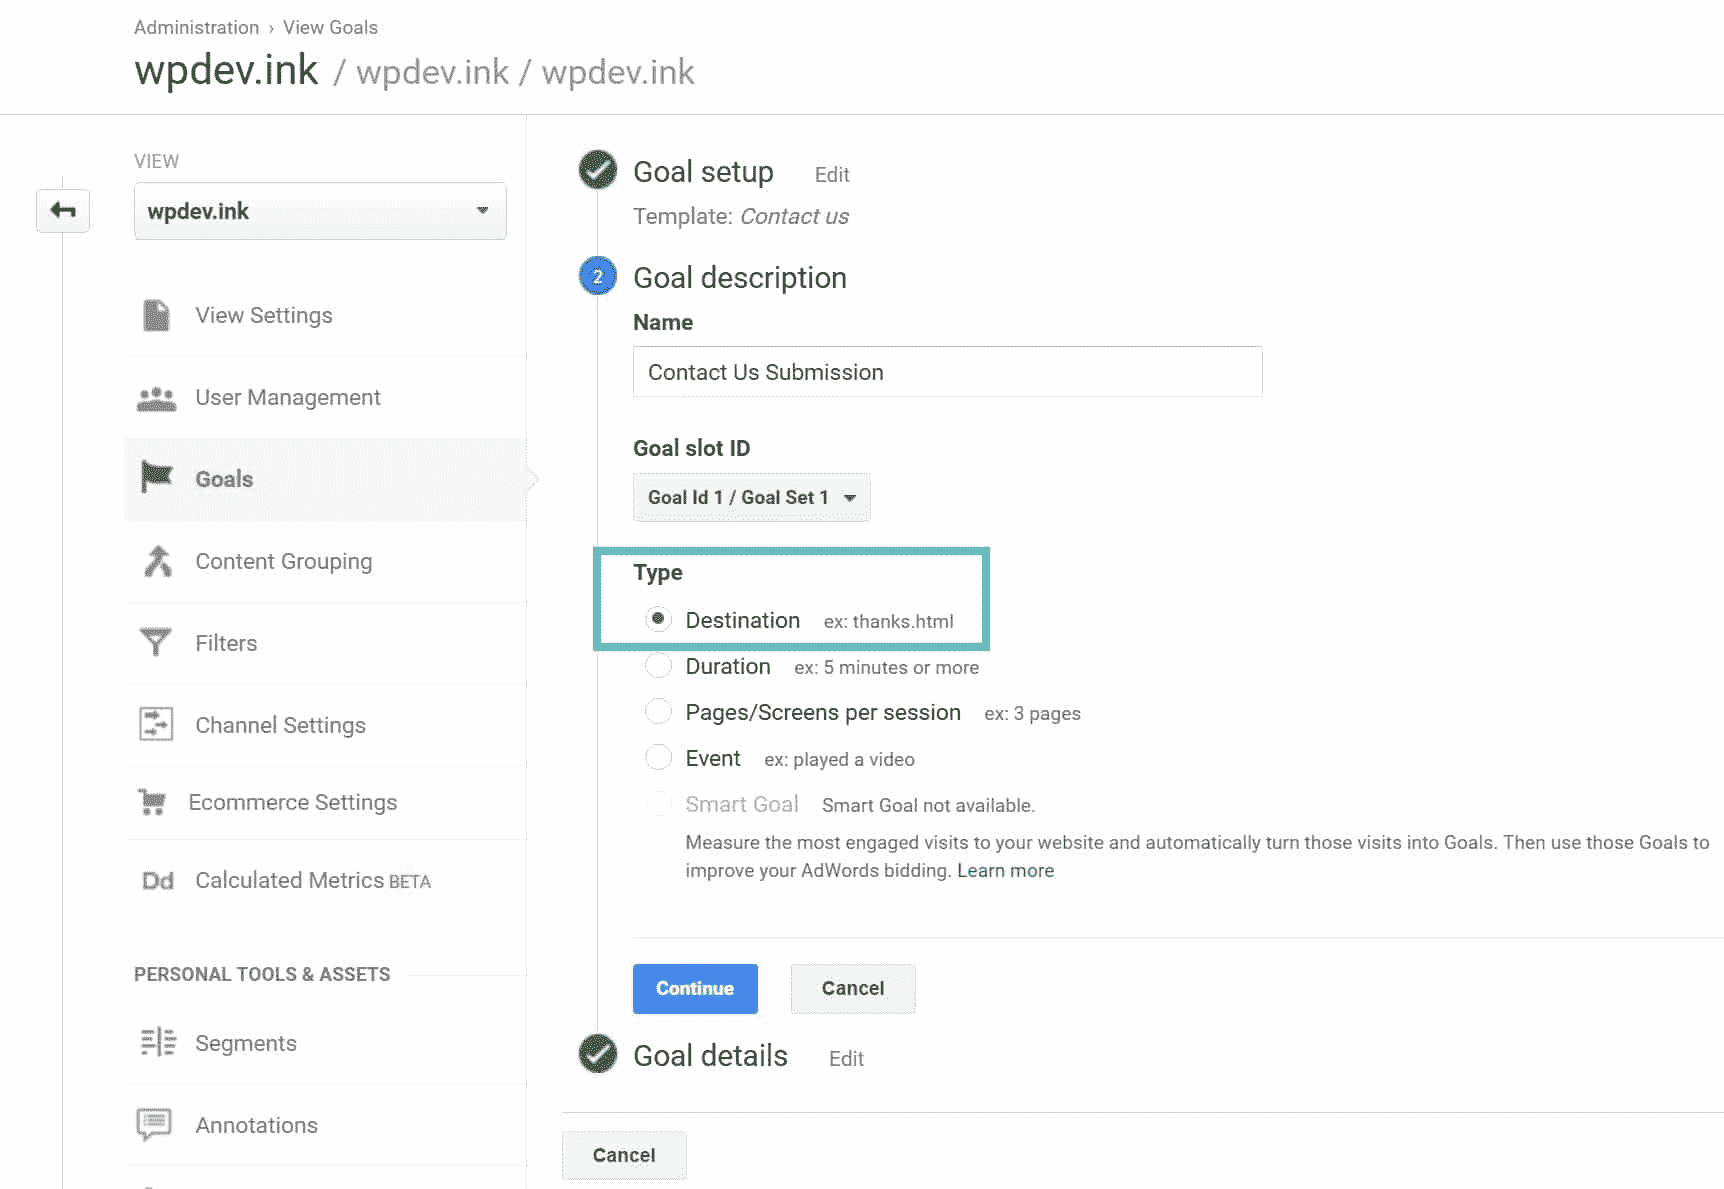 Administration › View Goals
wpdev.ink / wpdev.ink / wpdev.ink
VIEW
wpdev.ink
View Settings
User Management
Goals
Content Grouping
Filters
Channel Settings
Ecommerce Settings
Dd Calculated Metrics BETA
PERSONAL TOOLS & ASSETS
Segments
Annotations
Goal setup Edit
Template: Contact us
2 Goal description
Name
Contact Us Submission
Goal slot ID
Goal Id 1 / Goal Set 1
Type
Destination ex: thanks.html
Duration ex: 5 minutes or more
Pages/Screens per session ex: 3 pages
Event ex: played a video
Smart Goal Smart Goal not available.
Measure the most engaged visits to your website and automatically turn those visits into Goals. Then use those Goals to
improve your AdWords bidding. Learn more
Continue Cancel
Goal details Edit
Cancel